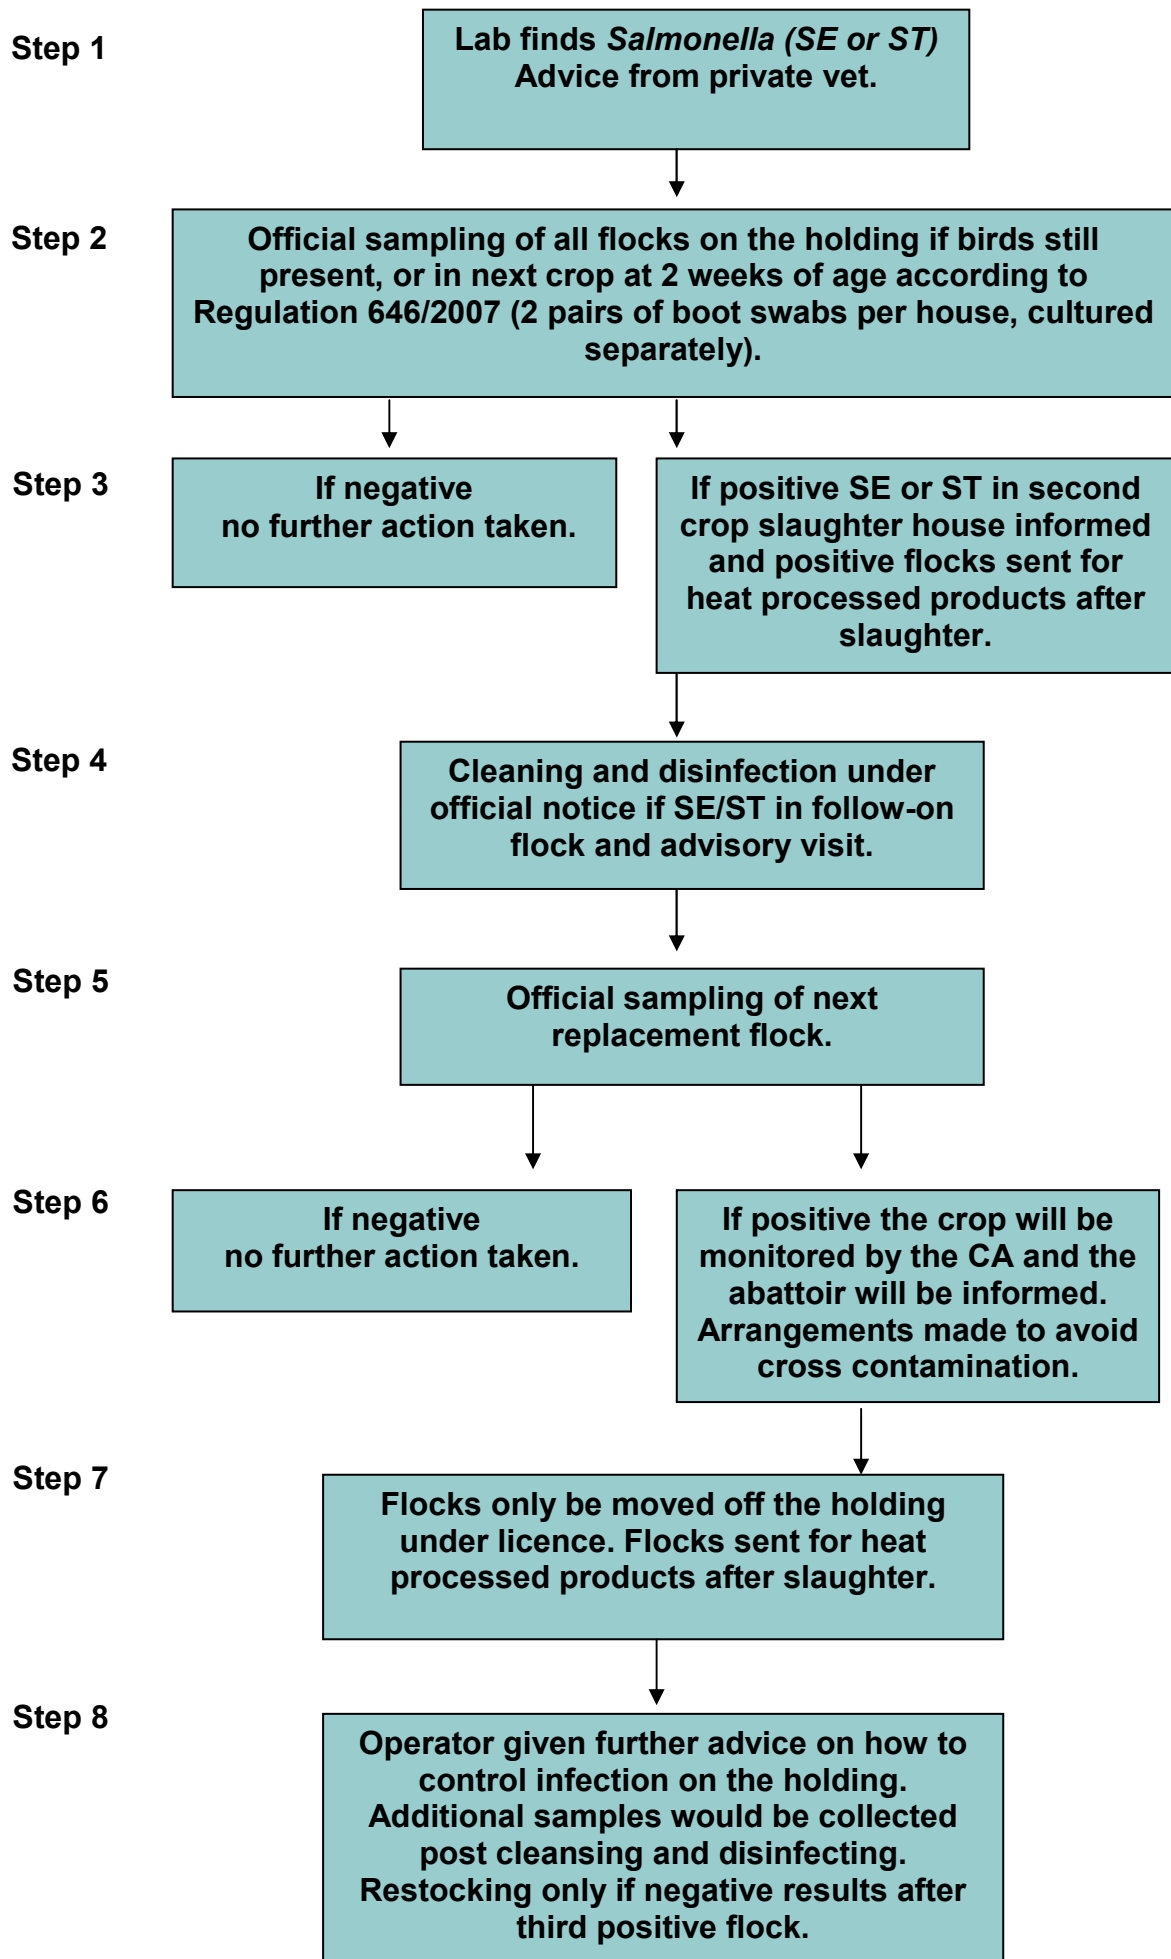 Step 1
Lab finds Salmonella (SE or ST)
Advice from private vet.
Step 2
Official sampling of all flocks on the holding if birds still
present, or in next crop at 2 weeks of age according to
Regulation 646/2007 (2 pairs of boot swabs per house, cultured
separately).
Step 3
If negative
no further action taken.
If positive SE or ST in second
crop slaughter house informed
and positive flocks sent for
heat processed products after
slaughter.
Step 4
Cleaning and disinfection under
official notice if SE/ST in follow-on
flock and advisory visit.
Step 5
Official sampling of next
replacement flock.
Step 6
If negative
no further action taken.
If positive the crop will be
monitored by the CA and the
abattoir will be informed.
Arrangements made to avoid
cross contamination.
Step 7
Flocks only be moved off the holding
under licence. Flocks sent for heat
processed products after slaughter.
Step 8
Operator given further advice on how to
control infection on the holding.
Additional samples would be collected
post cleansing and disinfecting.
Restocking only if negative results after
third positive flock.